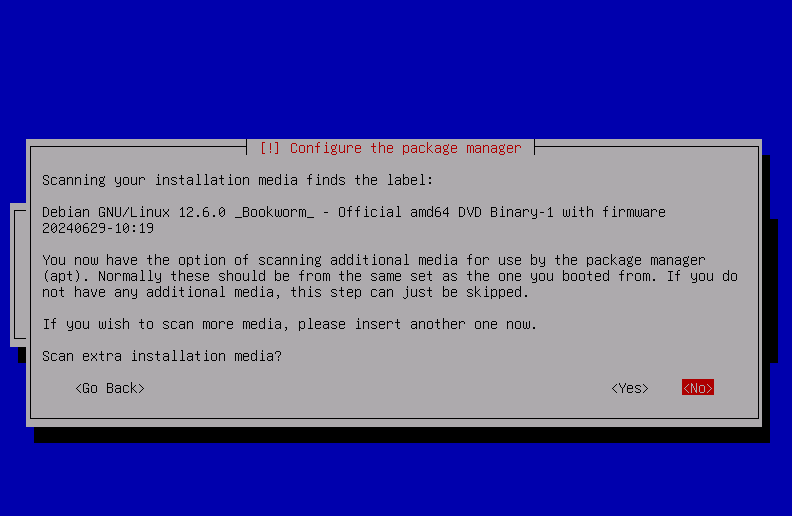 [!] Configure the package manager
Scanning your installation media finds the label:
Debian GNU/Linux 12.6.0 _Bookworm_ - Official amd64 DVD Binary-1 with firmware
20240629-10:19
You now have the option of scanning additional media for use by the package manager
(apt). Normally these should be from the same set as the one you booted from. If you do
not have any additional media, this step can just be skipped.
If you wish to scan more media, please insert another one now.
Scan extra installation media?
<Go Back> <Yes> <No>